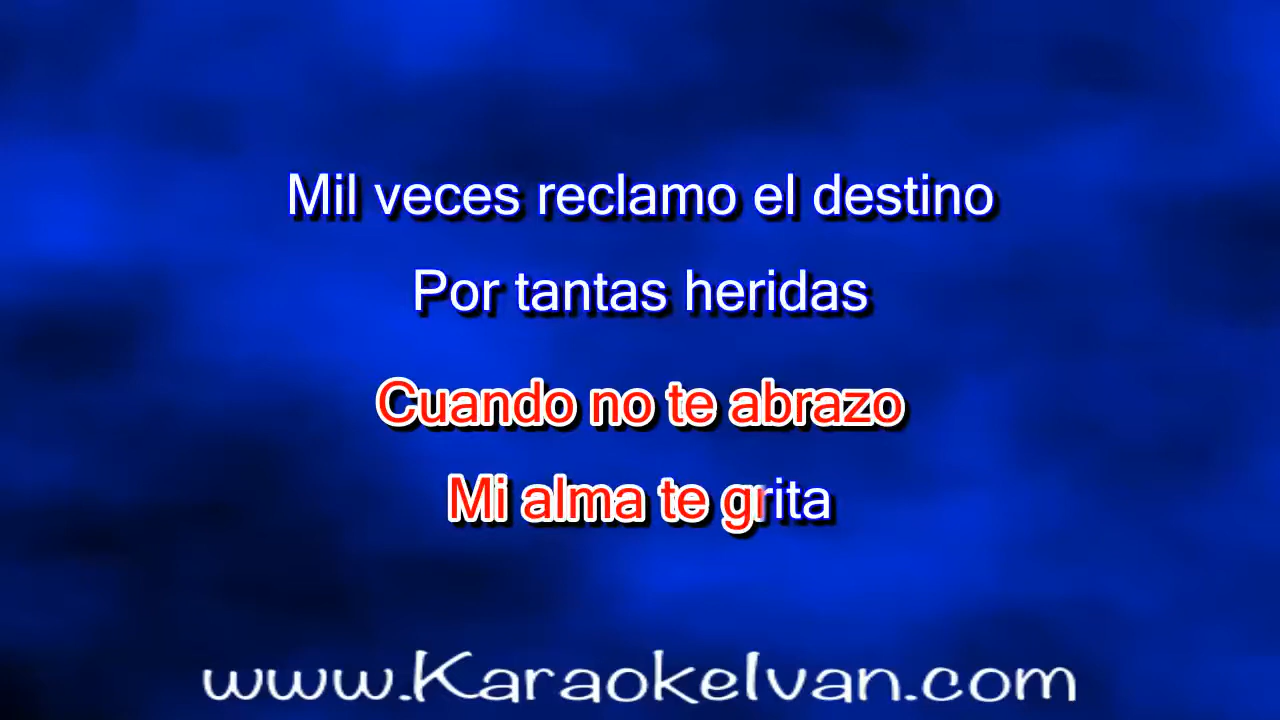 Mil veces reclamo el destino
Por tantas heridas
Cuando no te abrazo
Mi alma te grita
www.KaraokeIvan.com